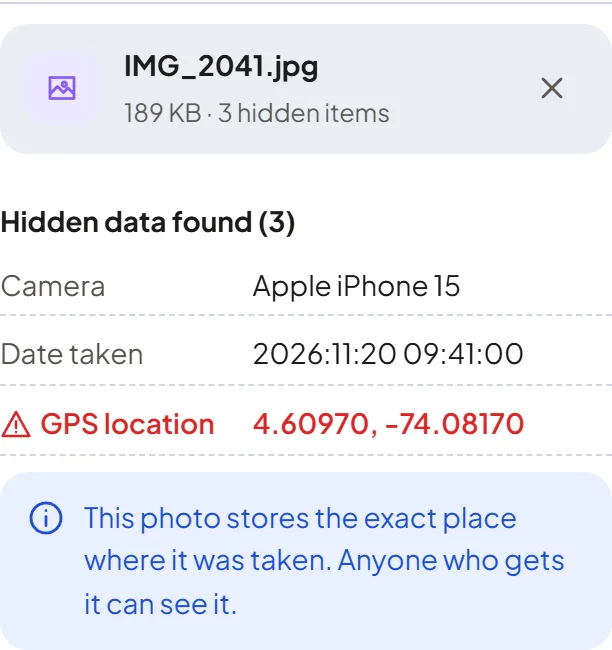 IMG_2041.jpg
189 KB · 3 hidden items
Hidden data found (3)
Camera Apple iPhone 15
Date taken 2026:11:20 09:41:00
GPS location 4.60970, -74.08170
This photo stores the exact place
where it was taken. Anyone who gets
it can see it.